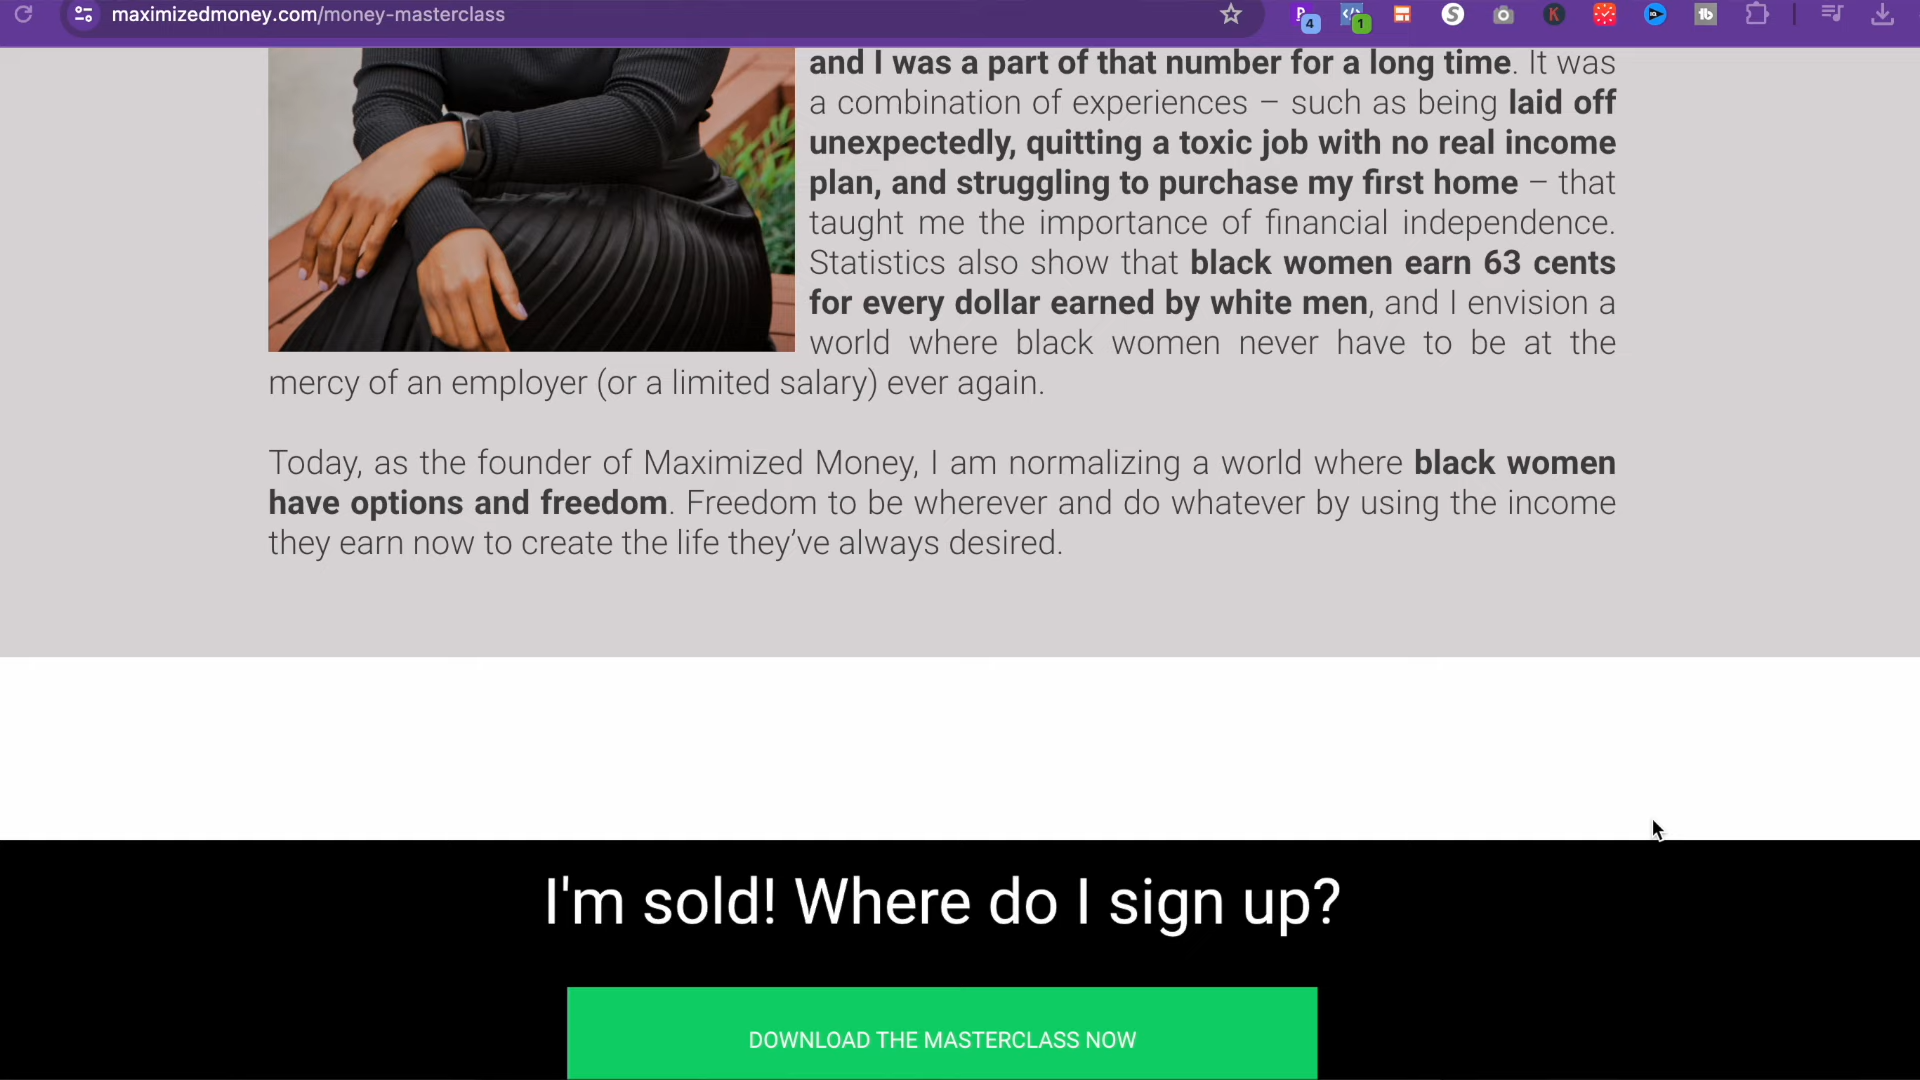 maximizedmoney.com/money-masterclass
4
1
S
K
tb
and I was a part of that number for a long time. It was
a combination of experiences – such as being laid off
unexpectedly, quitting a toxic job with no real income
plan, and struggling to purchase my first home – that
taught me the importance of financial independence.
Statistics also show that black women earn 63 cents
for every dollar earned by white men, and I envision a
world where black women never have to be at the
mercy of an employer (or a limited salary) ever again.
Today, as the founder of Maximized Money, I am normalizing a world where black women
have options and freedom. Freedom to be wherever and do whatever by using the income
they earn now to create the life they’ve always desired.
I'm sold! Where do I sign up?
DOWNLOAD THE MASTERCLASS NOW